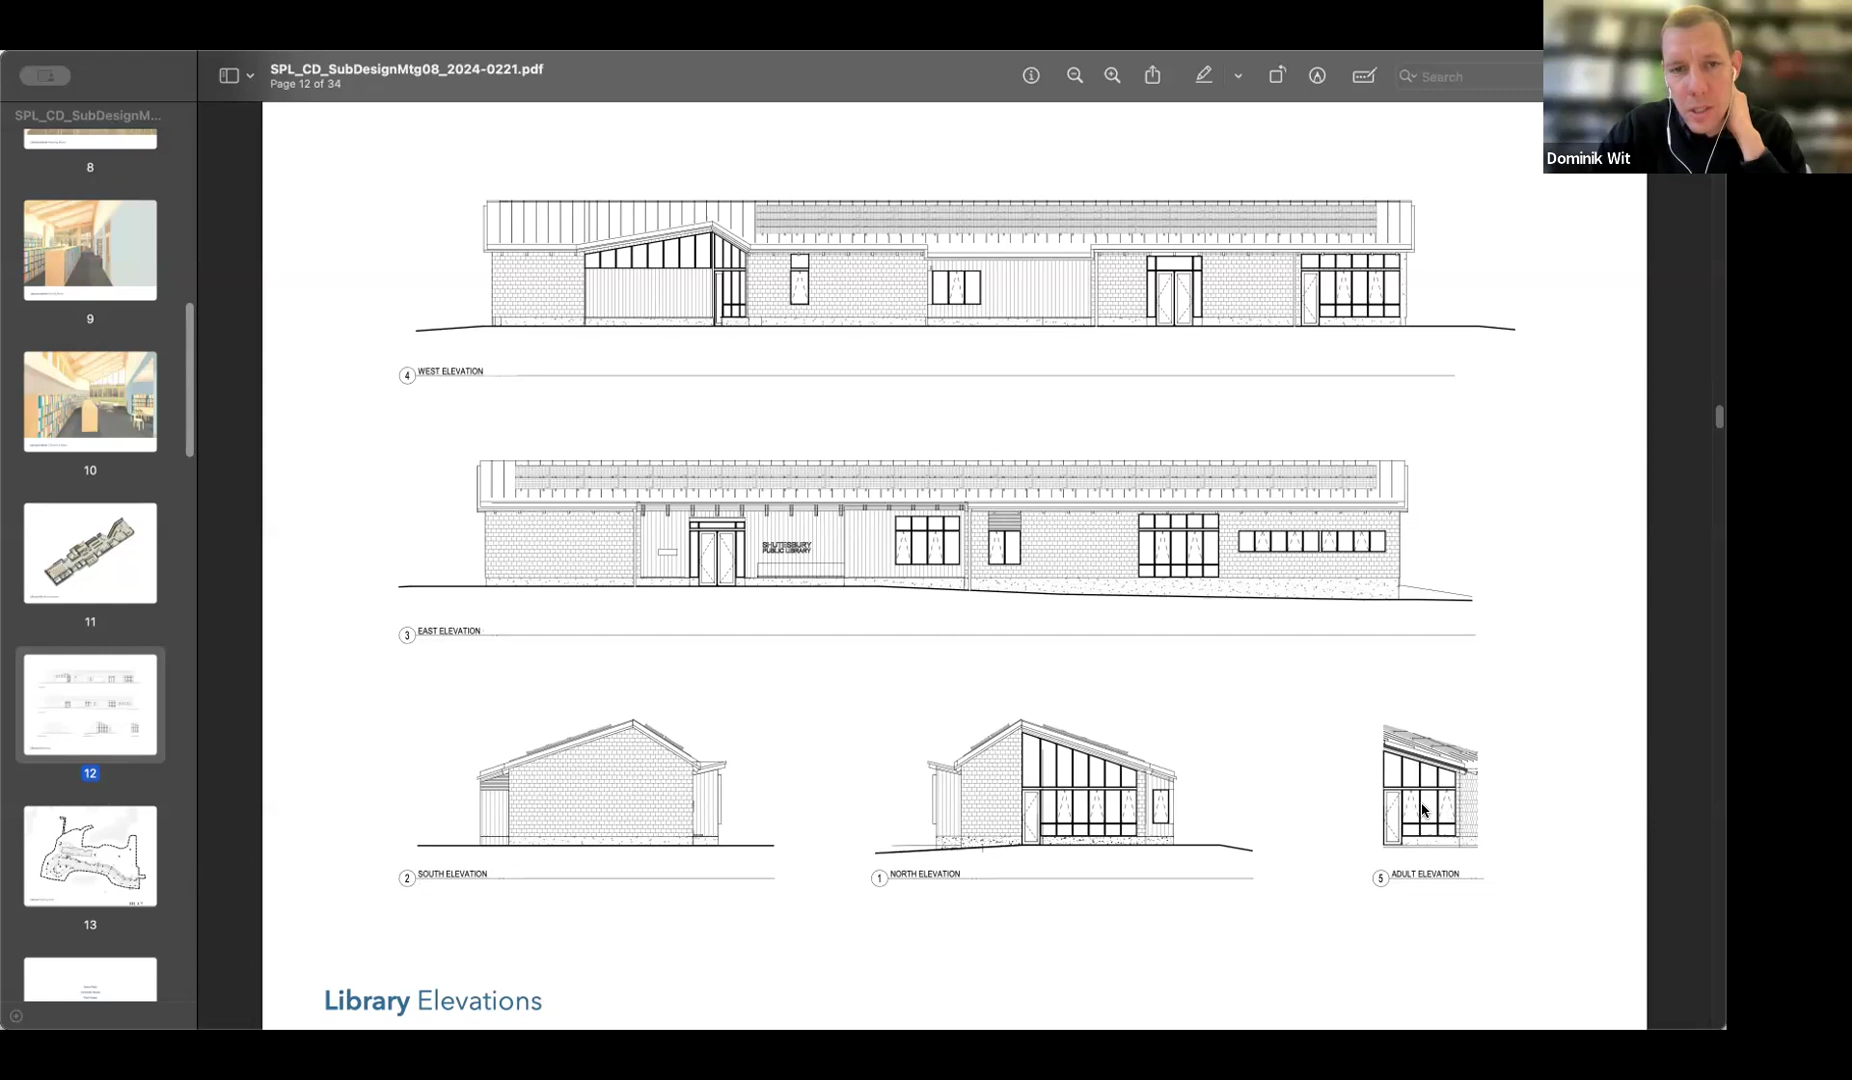 SPL_CD_SubDesignMtg08_2024-0221.pdf
Page 12 of 34
Search
Dominik Wit
SPL_CD_SubDesignM...
8
9
10
11
12
13
4 WEST ELEVATION
SHUTESBURY
PUBLIC LIBRARY
3 EAST ELEVATION
2 SOUTH ELEVATION
1 NORTH ELEVATION
5 ADULT ELEVATION
Library Elevations